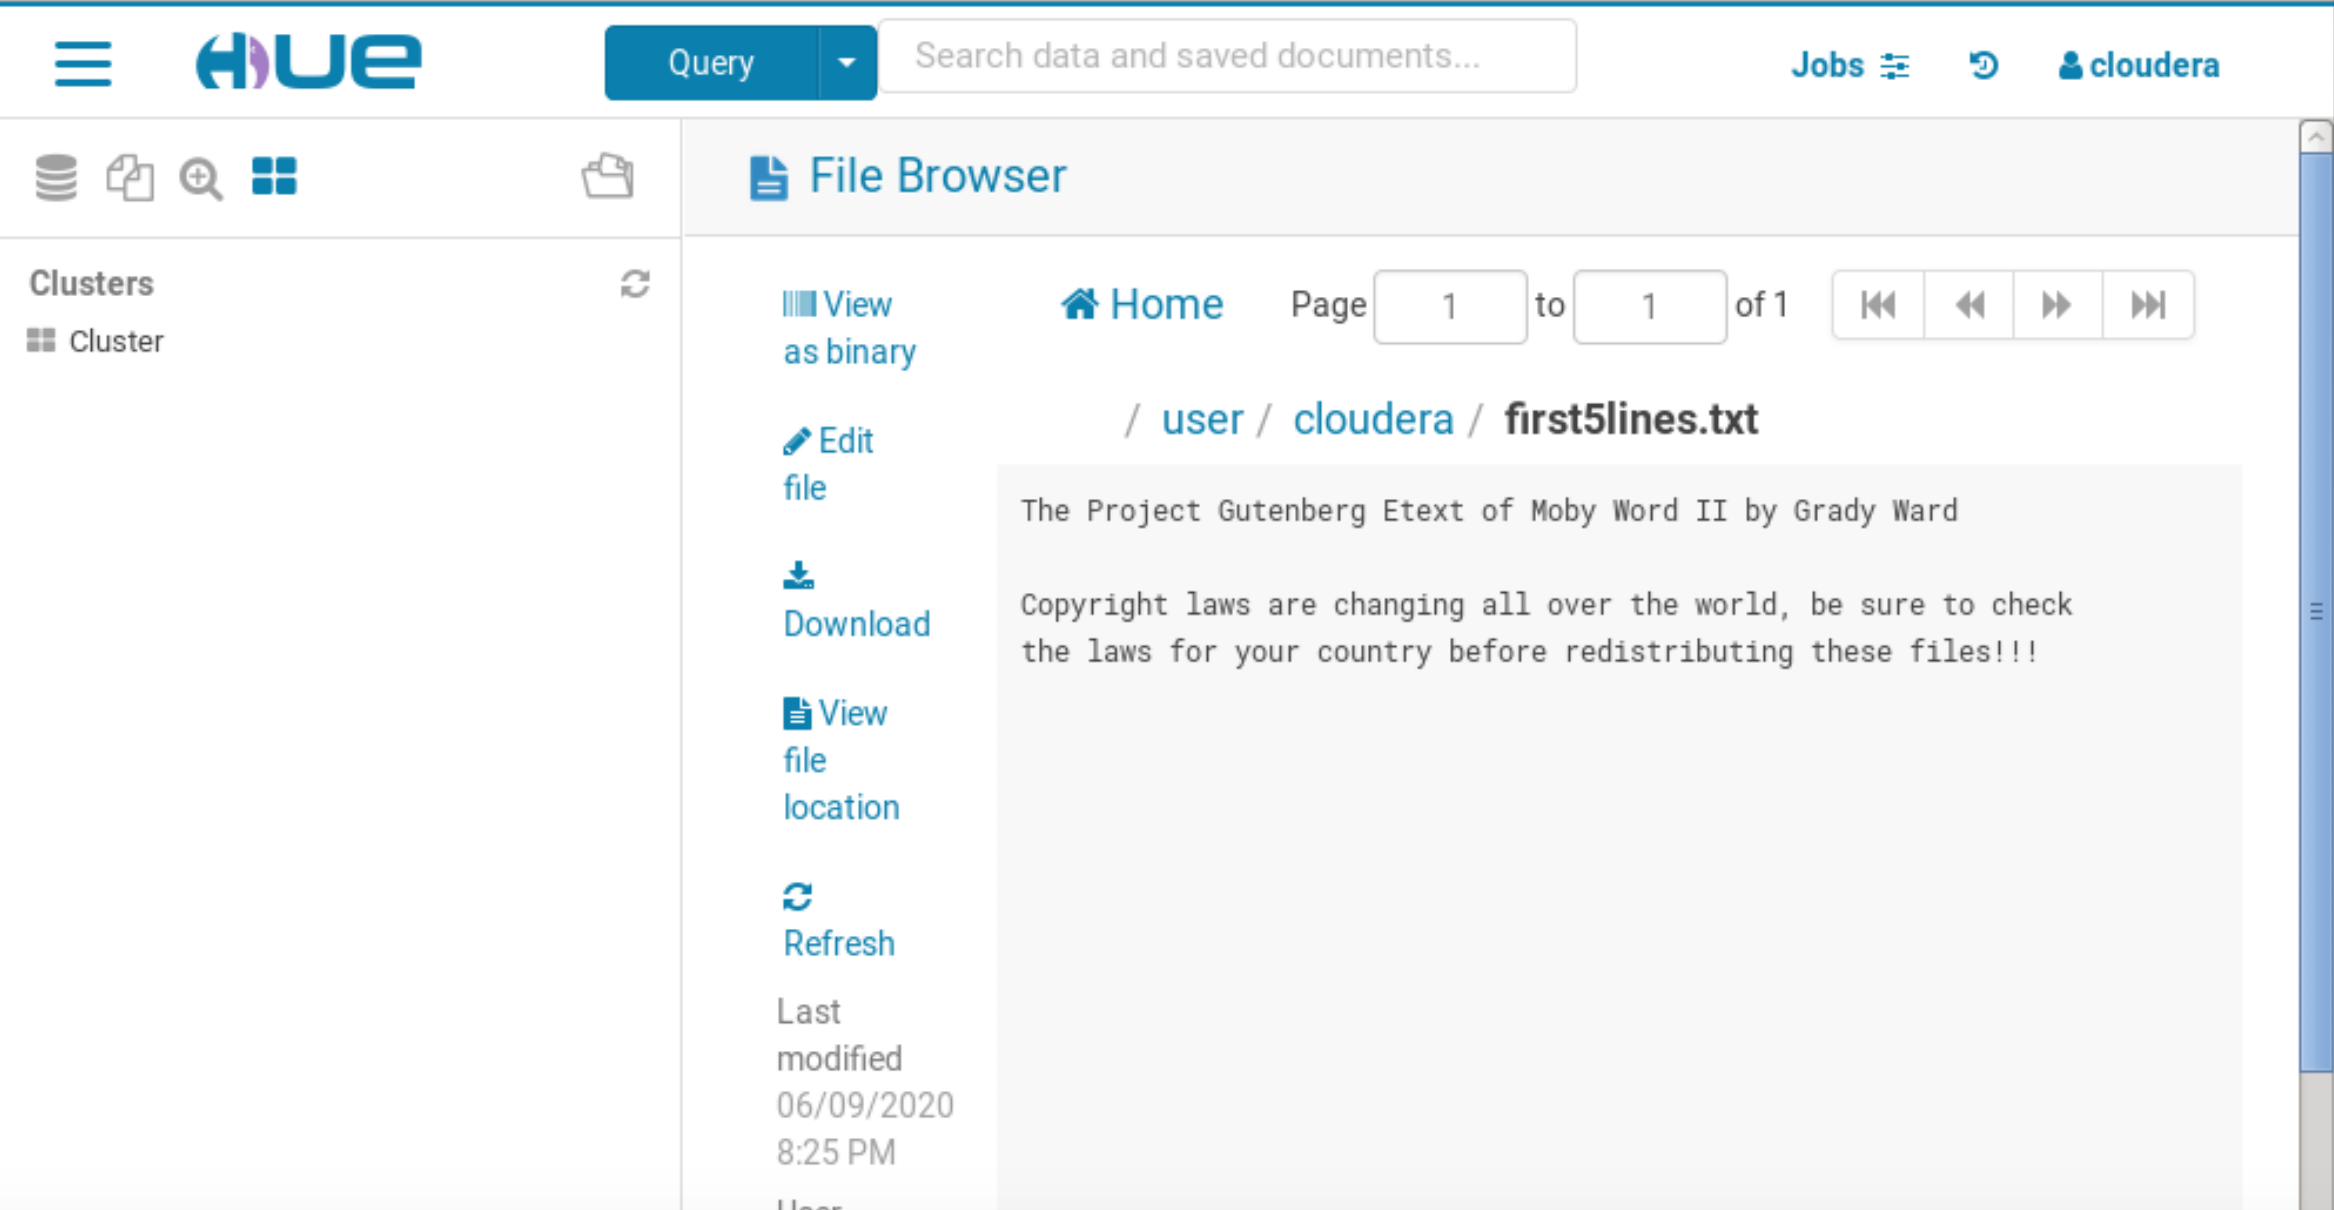 HUE
Query
Search data and saved documents...
Jobs
cloudera
File Browser
Clusters
Cluster
View
as binary
Edit
file
Download
View
file
location
Refresh
Last
modified
06/09/2020
8:25 PM
User
Home Page 1 to 1 of 1
/ user / cloudera / first5lines.txt
The Project Gutenberg Etext of Moby Word II by Grady Ward
Copyright laws are changing all over the world, be sure to check
the laws for your country before redistributing these files!!!